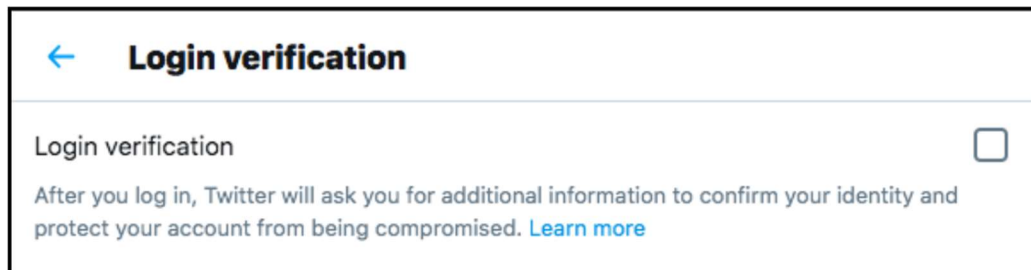 Login verification
Login verification
After you log in, Twitter will ask you for additional information to confirm your identity and
protect your account from being compromised. Learn more